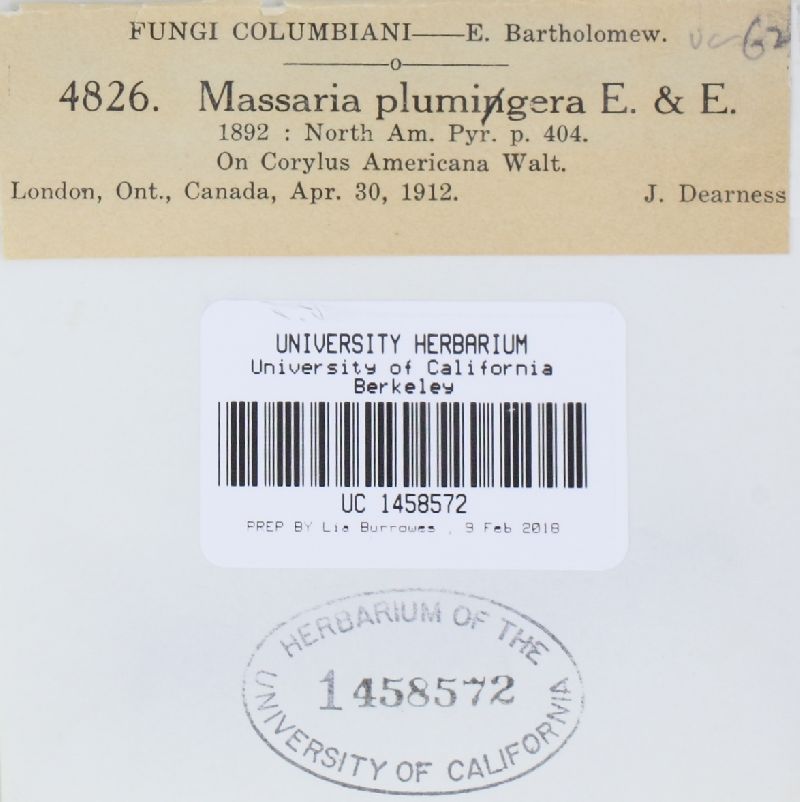 FUNGI COLUMBIANI——E. Bartholomew.
4826. Massaria plumingera E. & E.
1892 : North Am. Pyr. p. 404.
On Corylus Americana Walt.
London, Ont., Canada, Apr. 30, 1912. J. Dearness
UNIVERSITY HERBARIUM
University of California
Berkeley
UC 1458572
PREP BY Lia Burrowes , 9 Feb 2018
HERBARIUM OF THE
1458572
UNIVERSITY OF CALIFORNIA